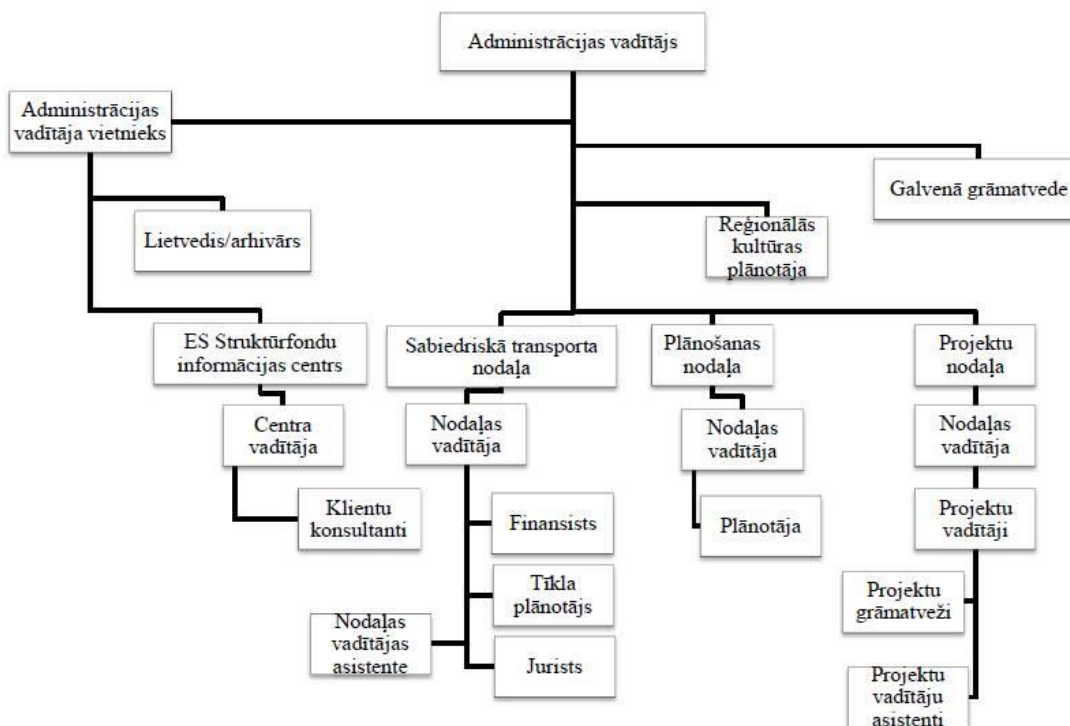 Administrācijas vadītājs
Administrācijas
vadītāja vietnieks
Galvenā grāmatvede
Lietvedis/arhivārs
Reģionālās
kultūras
plānotāja
ES Struktūrfondu
informācijas centrs
Sabiedriskā transporta
nodaļa
Plānošanas
nodaļa
Projektu
nodaļa
Centra
vadītāja
Nodaļas
vadītāja
Nodaļas
vadītāja
Nodaļas
vadītāja
Klientu
konsultanti
Finansists
Plānotāja
Projektu
vadītāji
Tīkla
plānotājs
Projektu
grāmatveži
Nodaļas
vadītājas
asistente
Jurists
Projektu
vadītāju
asistenti